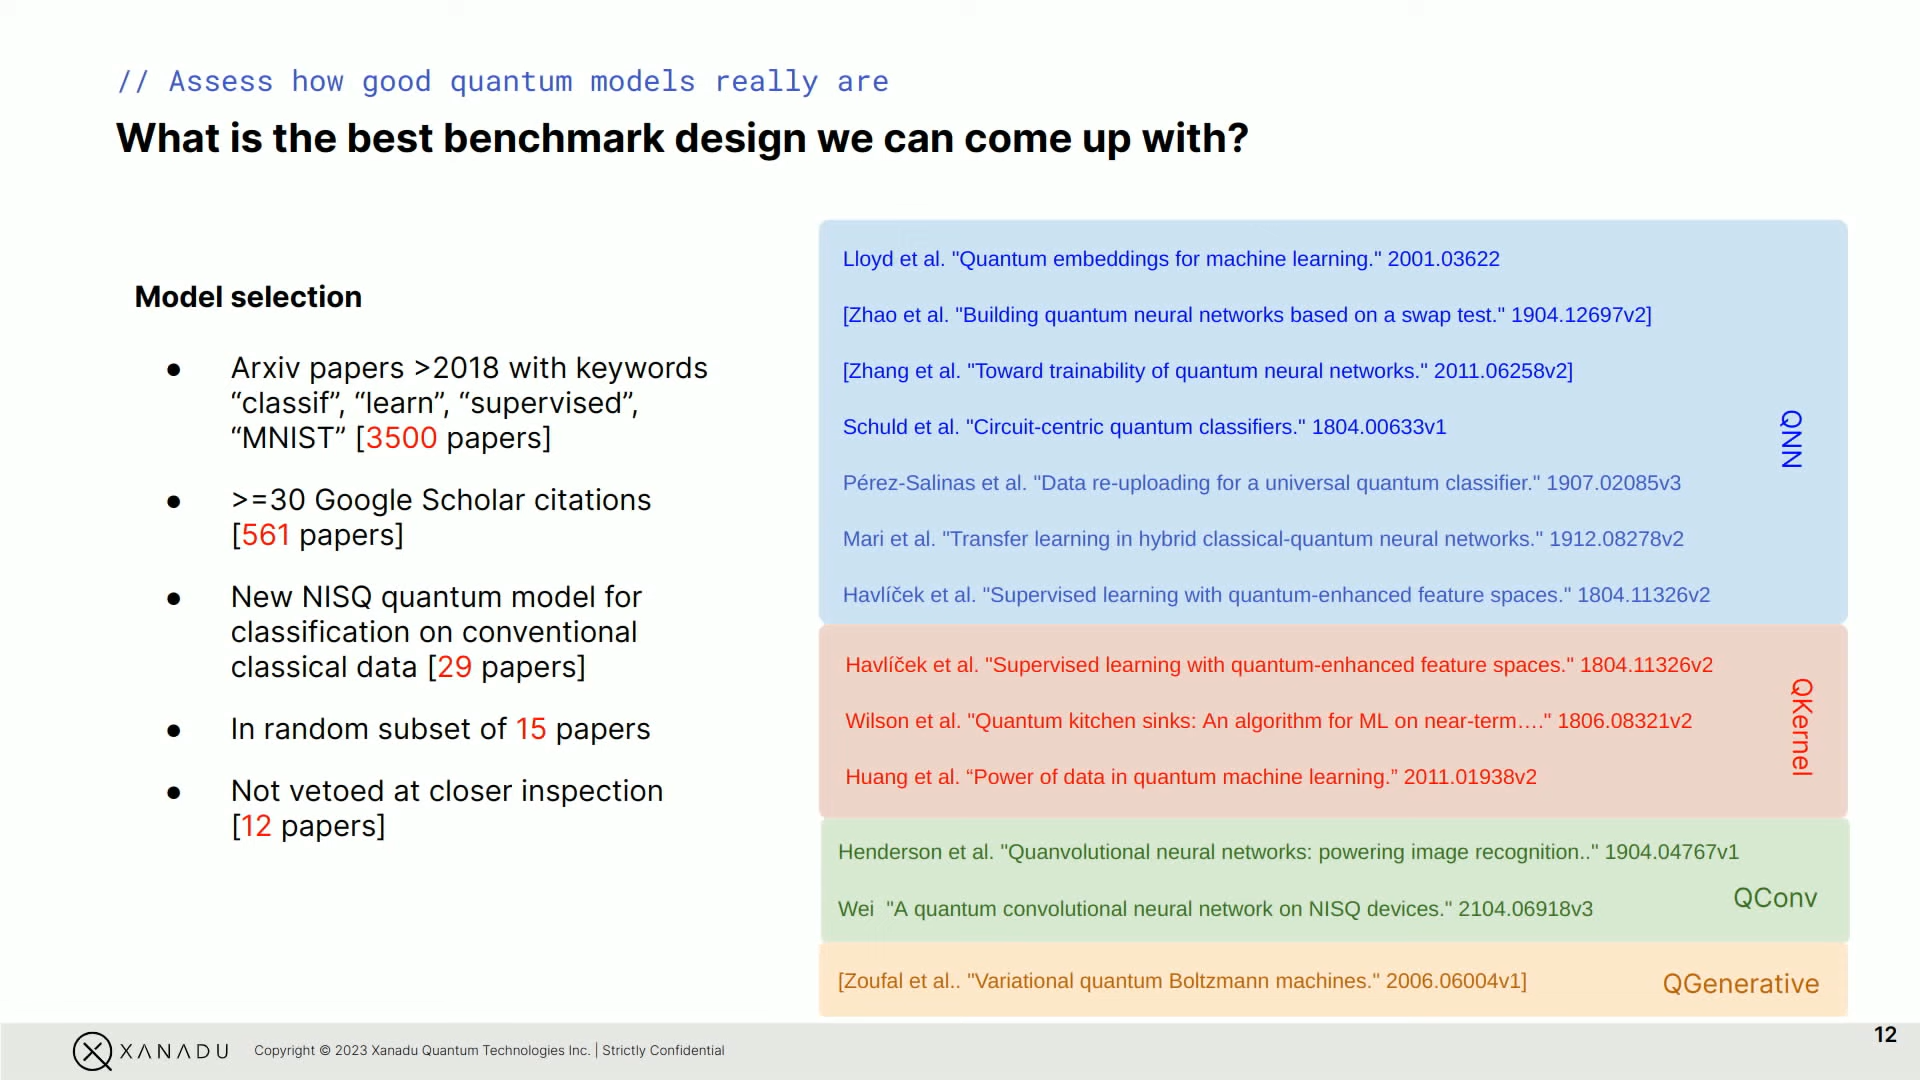 // Assess how good quantum models really are
What is the best benchmark design we can come up with?
Model selection
● Arxiv papers >2018 with keywords
“classif”, “learn”, “supervised”,
“MNIST” [3500 papers]
● >=30 Google Scholar citations
[561 papers]
● New NISQ quantum model for
classification on conventional
classical data [29 papers]
● In random subset of 15 papers
● Not vetoed at closer inspection
[12 papers]
Lloyd et al. "Quantum embeddings for machine learning." 2001.03622
[Zhao et al. "Building quantum neural networks based on a swap test." 1904.12697v2]
[Zhang et al. "Toward trainability of quantum neural networks." 2011.06258v2]
Schuld et al. "Circuit-centric quantum classifiers." 1804.00633v1
Pérez-Salinas et al. "Data re-uploading for a universal quantum classifier." 1907.02085v3
Mari et al. "Transfer learning in hybrid classical-quantum neural networks." 1912.08278v2
Havlíček et al. "Supervised learning with quantum-enhanced feature spaces." 1804.11326v2
QNN
Havlíček et al. "Supervised learning with quantum-enhanced feature spaces." 1804.11326v2
Wilson et al. "Quantum kitchen sinks: An algorithm for ML on near-term…." 1806.08321v2
Huang et al. “Power of data in quantum machine learning.” 2011.01938v2
QKernel
Henderson et al. "Quanvolutional neural networks: powering image recognition.." 1904.04767v1
Wei  "A quantum convolutional neural network on NISQ devices." 2104.06918v3
QConv
[Zoufal et al.. "Variational quantum Boltzmann machines." 2006.06004v1]
QGenerative
XANADU
Copyright © 2023 Xanadu Quantum Technologies Inc. | Strictly Confidential
12